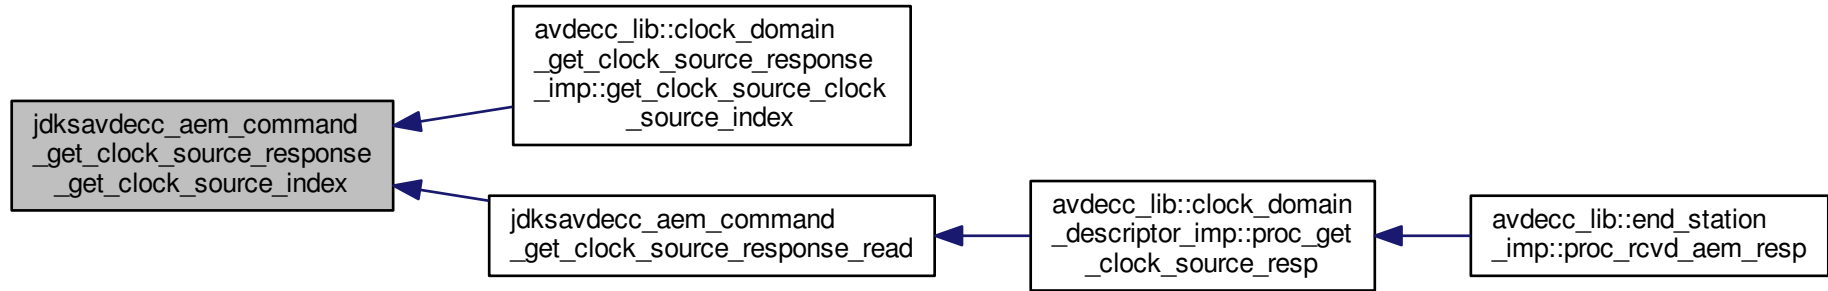 jdksavdecc_aem_command
_get_clock_source_response
_get_clock_source_index
avdecc_lib::clock_domain
_get_clock_source_response
_imp::get_clock_source_clock
_source_index
jdksavdecc_aem_command
_get_clock_source_response_read
avdecc_lib::clock_domain
_descriptor_imp::proc_get
_clock_source_resp
avdecc_lib::end_station
_imp::proc_rcvd_aem_resp